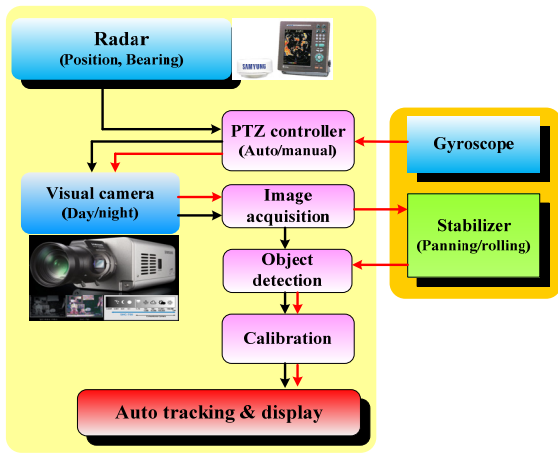 Radar
(Position, Bearing)
SAMYUNG
PTZ controller
(Auto/manual)
Gyroscope
Visual camera
(Day/night)
Image
acquisition
Stabilizer
(Panning/rolling)
Object
detection
Calibration
Auto tracking & display